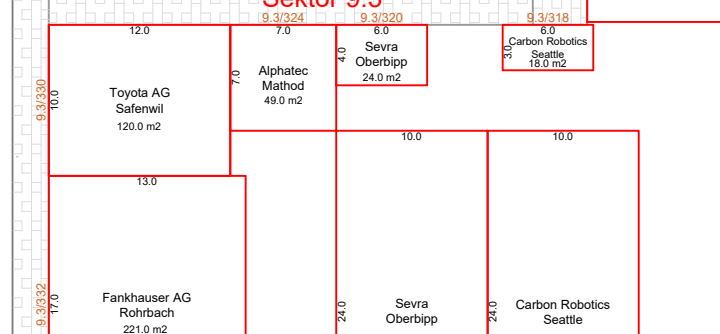 Sektor 9.3
9.3/324
9.3/320
9.3/318
12.0
7.0
6.0
6.0
9.3/330
10.0
Toyota AG
Safenwil
120.0 m2
7.0
Alphatec
Mathod
49.0 m2
4.0
Sevra
Oberbipp
24.0 m2
3.0
Carbon Robotics
Seattle
18.0 m2
13.0
10.0
10.0
9.3/332
17.0
Fankhauser AG
Rohrbach
221.0 m2
24.0
Sevra
Oberbipp
24.0
Carbon Robotics
Seattle